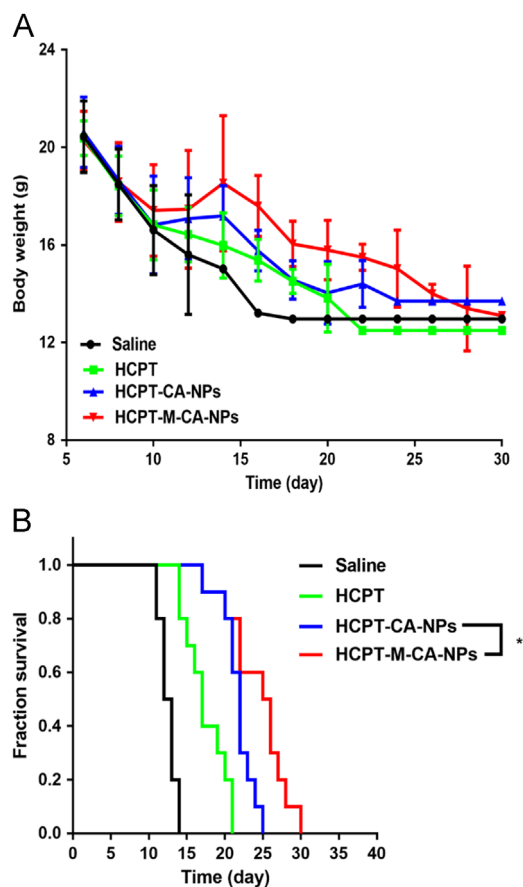 A
Body weight (g)
24
20
16
12
8
Saline
HCPT
HCPT-CA-NPs
HCPT-M-CA-NPs
5 10 15 20 25 30
Time (day)
B
Fraction survival
1.0
0.8
0.6
0.4
0.2
0.0
Saline
HCPT
HCPT-CA-NPs
*
HCPT-M-CA-NPs
0 5 10 15 20 25 30 35 40
Time (day)